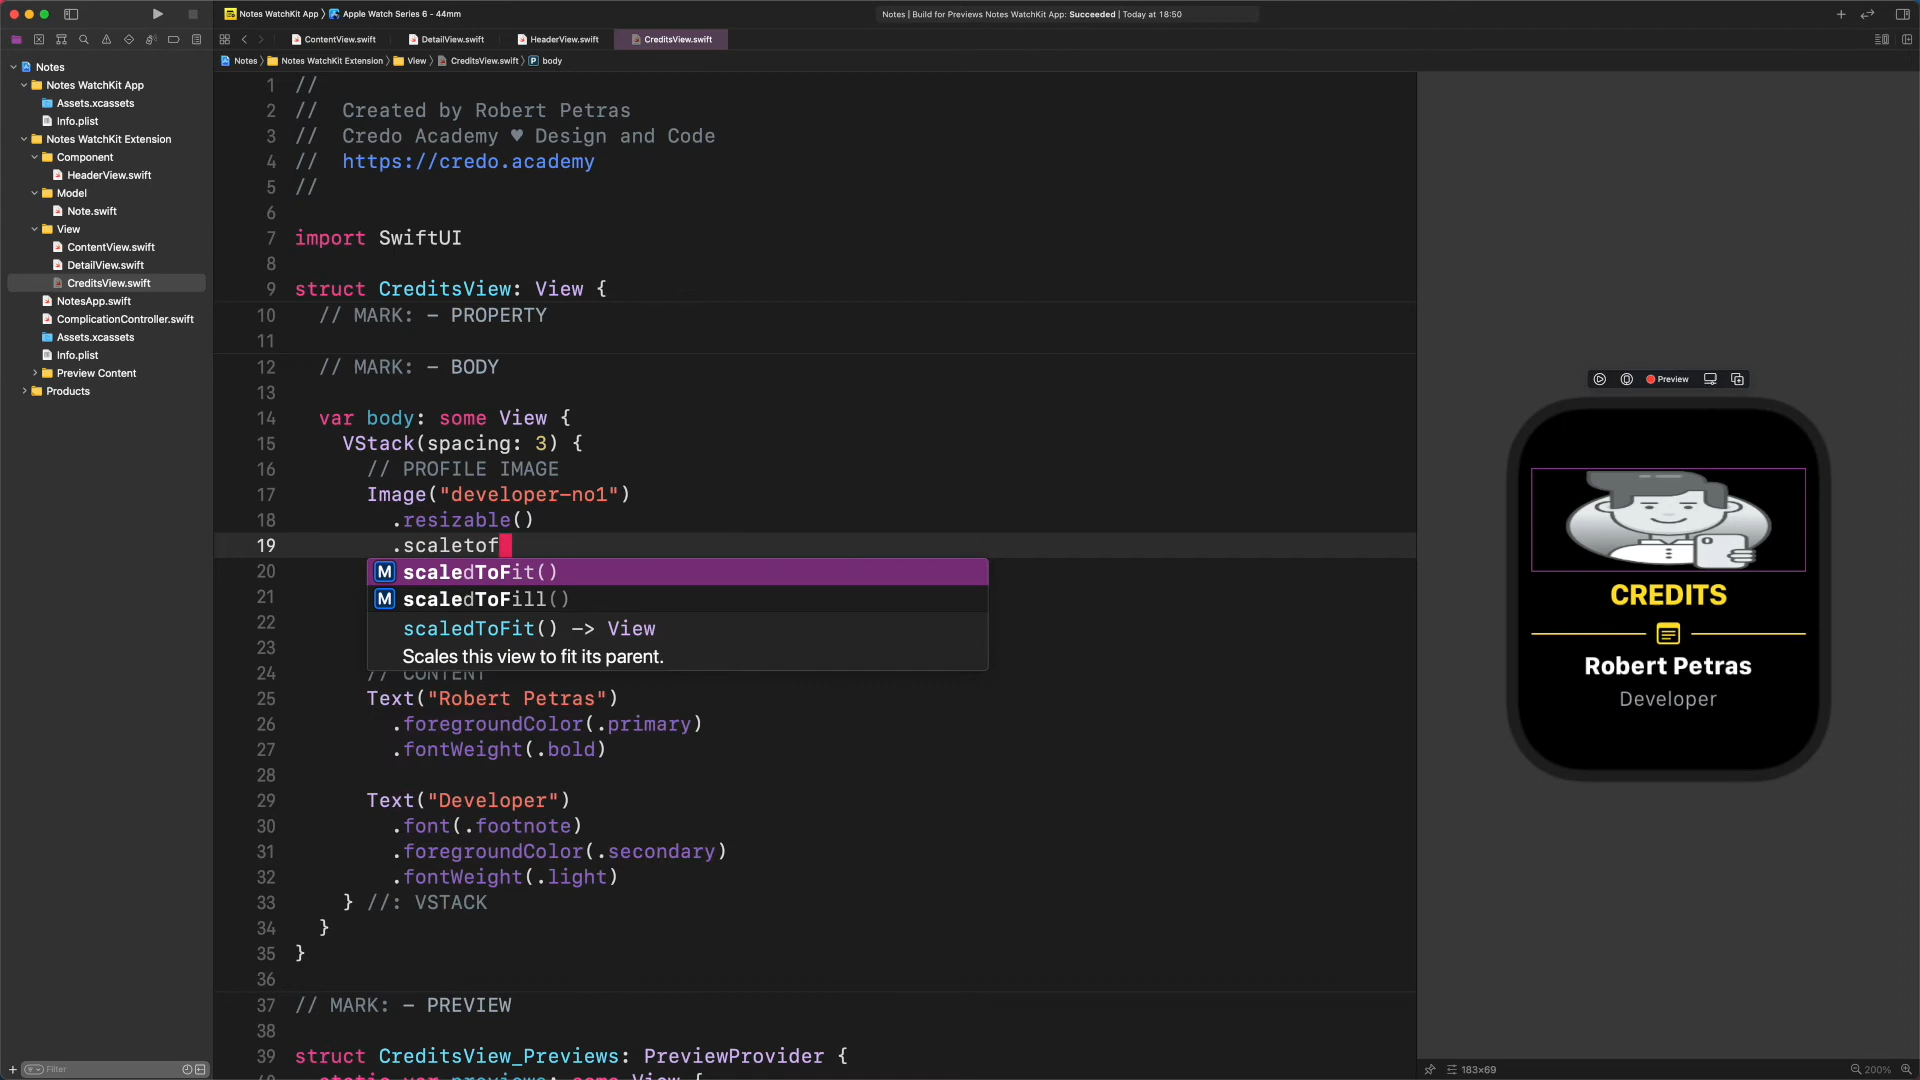 Notes WatchKit App
Apple Watch Series 6 - 44mm
Notes | Build for Previews Notes WatchKit App: Succeeded | Today at 18:50
ContentView.swift
DetailView.swift
HeaderView.swift
CreditsView.swift
Notes
Notes WatchKit Extension
View
CreditsView.swift
P body
Notes
Notes WatchKit App
Assets.xcassets
Info.plist
Notes WatchKit Extension
Component
HeaderView.swift
Model
Note.swift
View
ContentView.swift
DetailView.swift
CreditsView.swift
NotesApp.swift
ComplicationController.swift
Assets.xcassets
Info.plist
Preview Content
Products
Filter
1 //
2 // Created by Robert Petras
3 // Credo Academy ♥ Design and Code
4 // https://credo.academy
5 //
6
7 import SwiftUI
8
9 struct CreditsView: View {
10 // MARK: - PROPERTY
11
12 // MARK: - BODY
13
14 var body: some View {
15 VStack(spacing: 3) {
16 // PROFILE IMAGE
17 Image("developer-no1")
18 .resizable()
19 .scaletof
20 M scaledToFit()
21 M scaledToFill()
22 scaledToFit() -> View
23 Scales this view to fit its parent.
24 // CONTENT
25 Text("Robert Petras")
26 .foregroundColor(.primary)
27 .fontWeight(.bold)
28
29 Text("Developer")
30 .font(.footnote)
31 .foregroundColor(.secondary)
32 .fontWeight(.light)
33 } //: VSTACK
34 }
35 }
36
37 // MARK: - PREVIEW
38
39 struct CreditsView_Previews: PreviewProvider {
40 static var previews: some View {
Preview
CREDITS
Robert Petras
Developer
183×69
200%